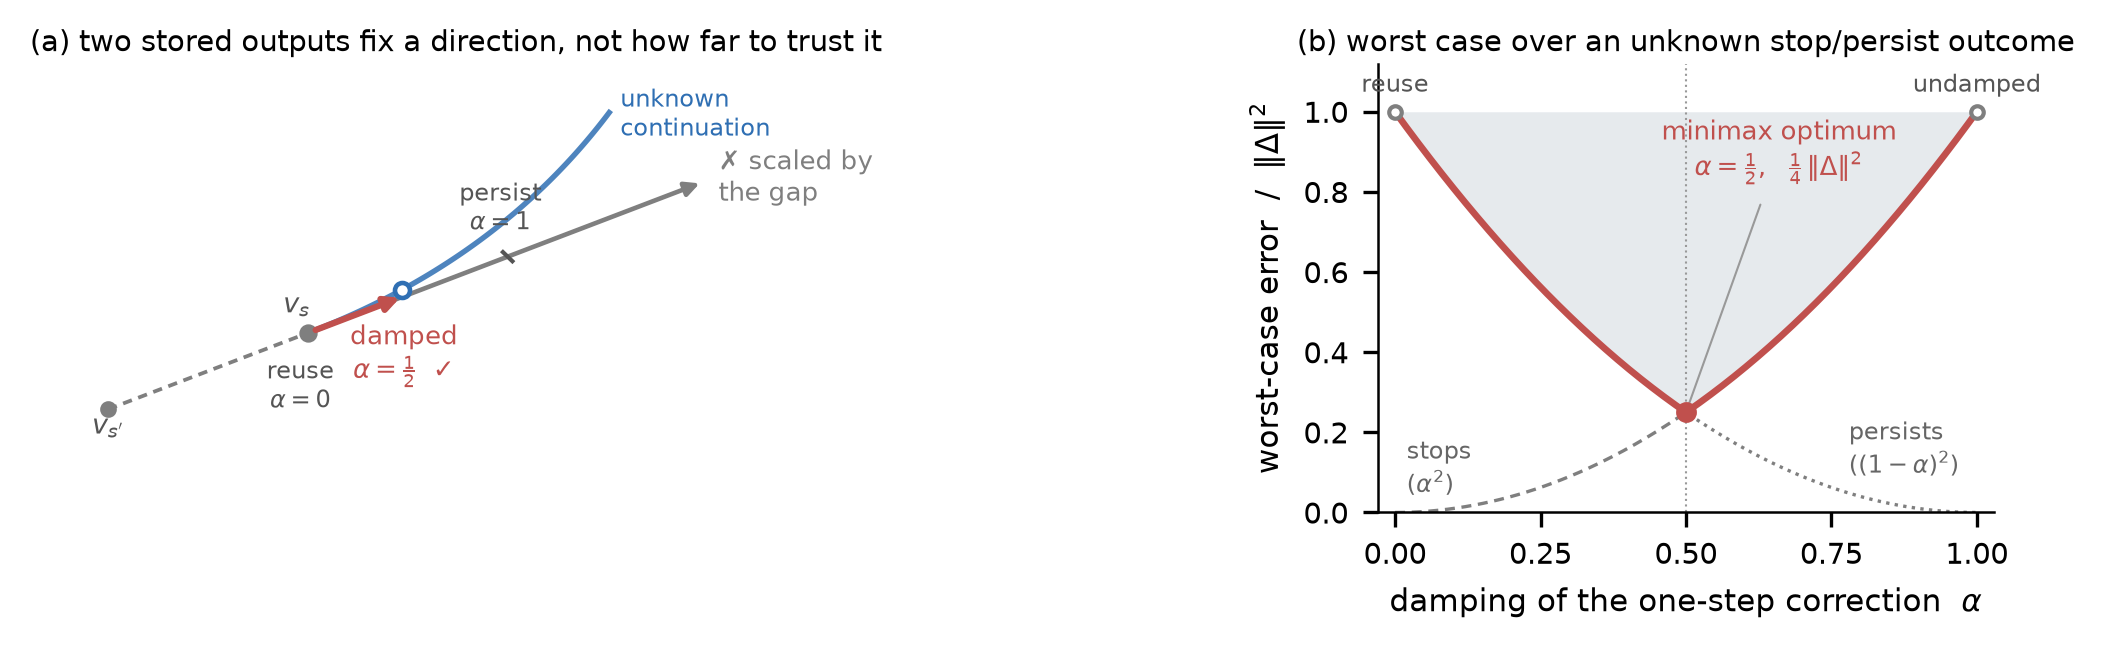 (a) two stored outputs fix a direction, not how far to trust it
unknown
continuation
✗ scaled by
the gap
persist
α = 1
v_s
damped
α = 1/2 ✓
reuse
α = 0
v_{s'}
(b) worst case over an unknown stop/persist outcome
reuse
undamped
minimax optimum
α = 1/2, 1/4 ‖Δ‖²
persists
((1 − α)²)
stops
(α²)
worst-case error / ‖Δ‖²
1.0
0.8
0.6
0.4
0.2
0.0
0.00 0.25 0.50 0.75 1.00
damping of the one-step correction α